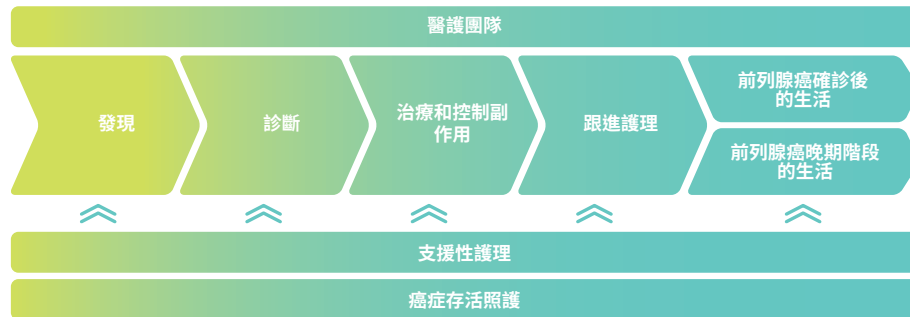 醫護團隊
發現
診斷
治療和控制副
作用
跟進護理
前列腺癌確診後
的生活
前列腺癌晚期階段
的生活
支援性護理
癌症存活照護